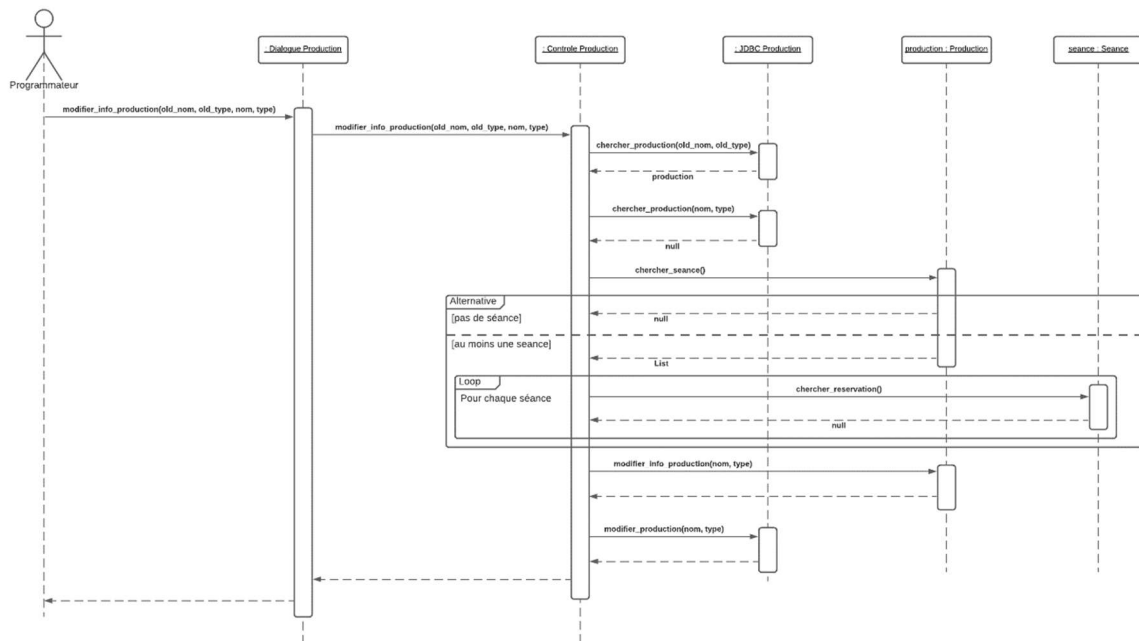 : Dialogue Production
: Controle Production
: JDBC Production
production : Production
seance : Seance
Programmateur
modifier_info_production(old_nom, old_type, nom, type)
modifier_info_production(old_nom, old_type, nom, type)
chercher_production(old_nom, old_type)
production
chercher_production(nom, type)
null
chercher_seance()
Alternative
[pas de séance]
null
[au moins une seance]
List
Loop
Pour chaque séance
chercher_reservation()
null
modifier_info_production(nom, type)
modifier_production(nom, type)